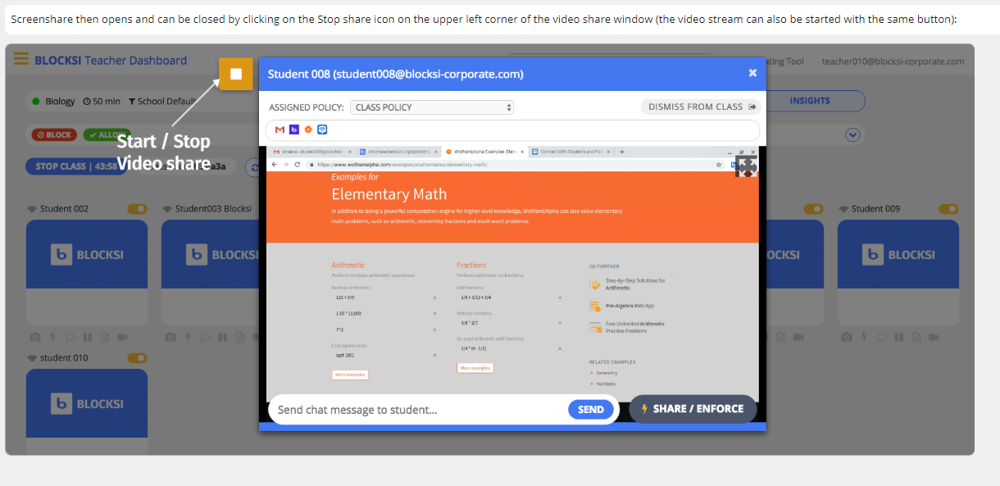 Screenshare then opens and can be closed by clicking on the Stop share icon on the upper left corner of the video share window (the video stream can also be started with the same button):
BLOCKSI Teacher Dashboard
ating Tool
teacher010@blocksi-corporate.com
Student 008 (student008@blocksi-corporate.com)
Biology 50 min School Default
ASSIGNED POLICY: CLASS POLICY
DISMISS FROM CLASS
INSIGHTS
BLOCK ALLOW
Start / Stop
Video share
STOP CLASS | 43:58
a3a
https://www.wolframalpha.com/examples/mathematics/elementary-math/
Examples for
Elementary Math
In addition to being a powerful computation engine for higher-level knowledge, Wolfram|Alpha can also solve elementary
math problems, such as arithmetic, converting fractions and math word problems.
Student 002
Student003 Blocksi
Student 009
BLOCKSI
BLOCKSI
OCKSI
BLOCKSI
Arithmetic
Perform multiple arithmetic operations.
Do basic arithmetic:
125 + 375
1.05 * 12,000
7^3
Find square roots:
sqrt 1801
More examples
Fractions
Perform arithmetic on fractions.
Add fractions:
1/6 + 5/12 + 3/4
Multiply fractions:
3/8 * 2/7
Do exact arithmetic with fractions:
1/4 * (4 - 1/2)
More examples
GO FURTHER
Step-by-Step Solutions for
Arithmetic
Pre-Algebra Web App
Free Unlimited Arithmetic
Practice Problems
RELATED EXAMPLES
Geometry
Numbers
student 010
BLOCKSI
Send chat message to student...
SEND
SHARE / ENFORCE